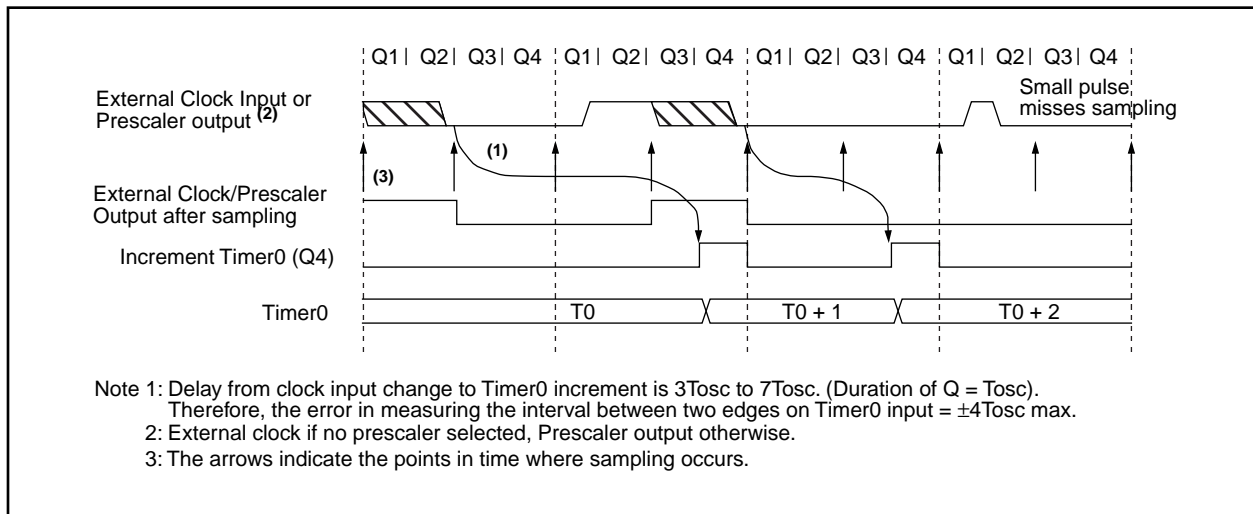 Q1 Q2 Q3 Q4 Q1 Q2 Q3 Q4 Q1 Q2 Q3 Q4 Q1 Q2 Q3 Q4
External Clock Input or
Prescaler output (2)
Small pulse
misses sampling
(1)
(3)
External Clock/Prescaler
Output after sampling
Increment Timer0 (Q4)
Timer0
T0 T0 + 1 T0 + 2
Note 1: Delay from clock input change to Timer0 increment is 3Tosc to 7Tosc. (Duration of Q = Tosc).
Therefore, the error in measuring the interval between two edges on Timer0 input = ±4Tosc max.
2: External clock if no prescaler selected, Prescaler output otherwise.
3: The arrows indicate the points in time where sampling occurs.